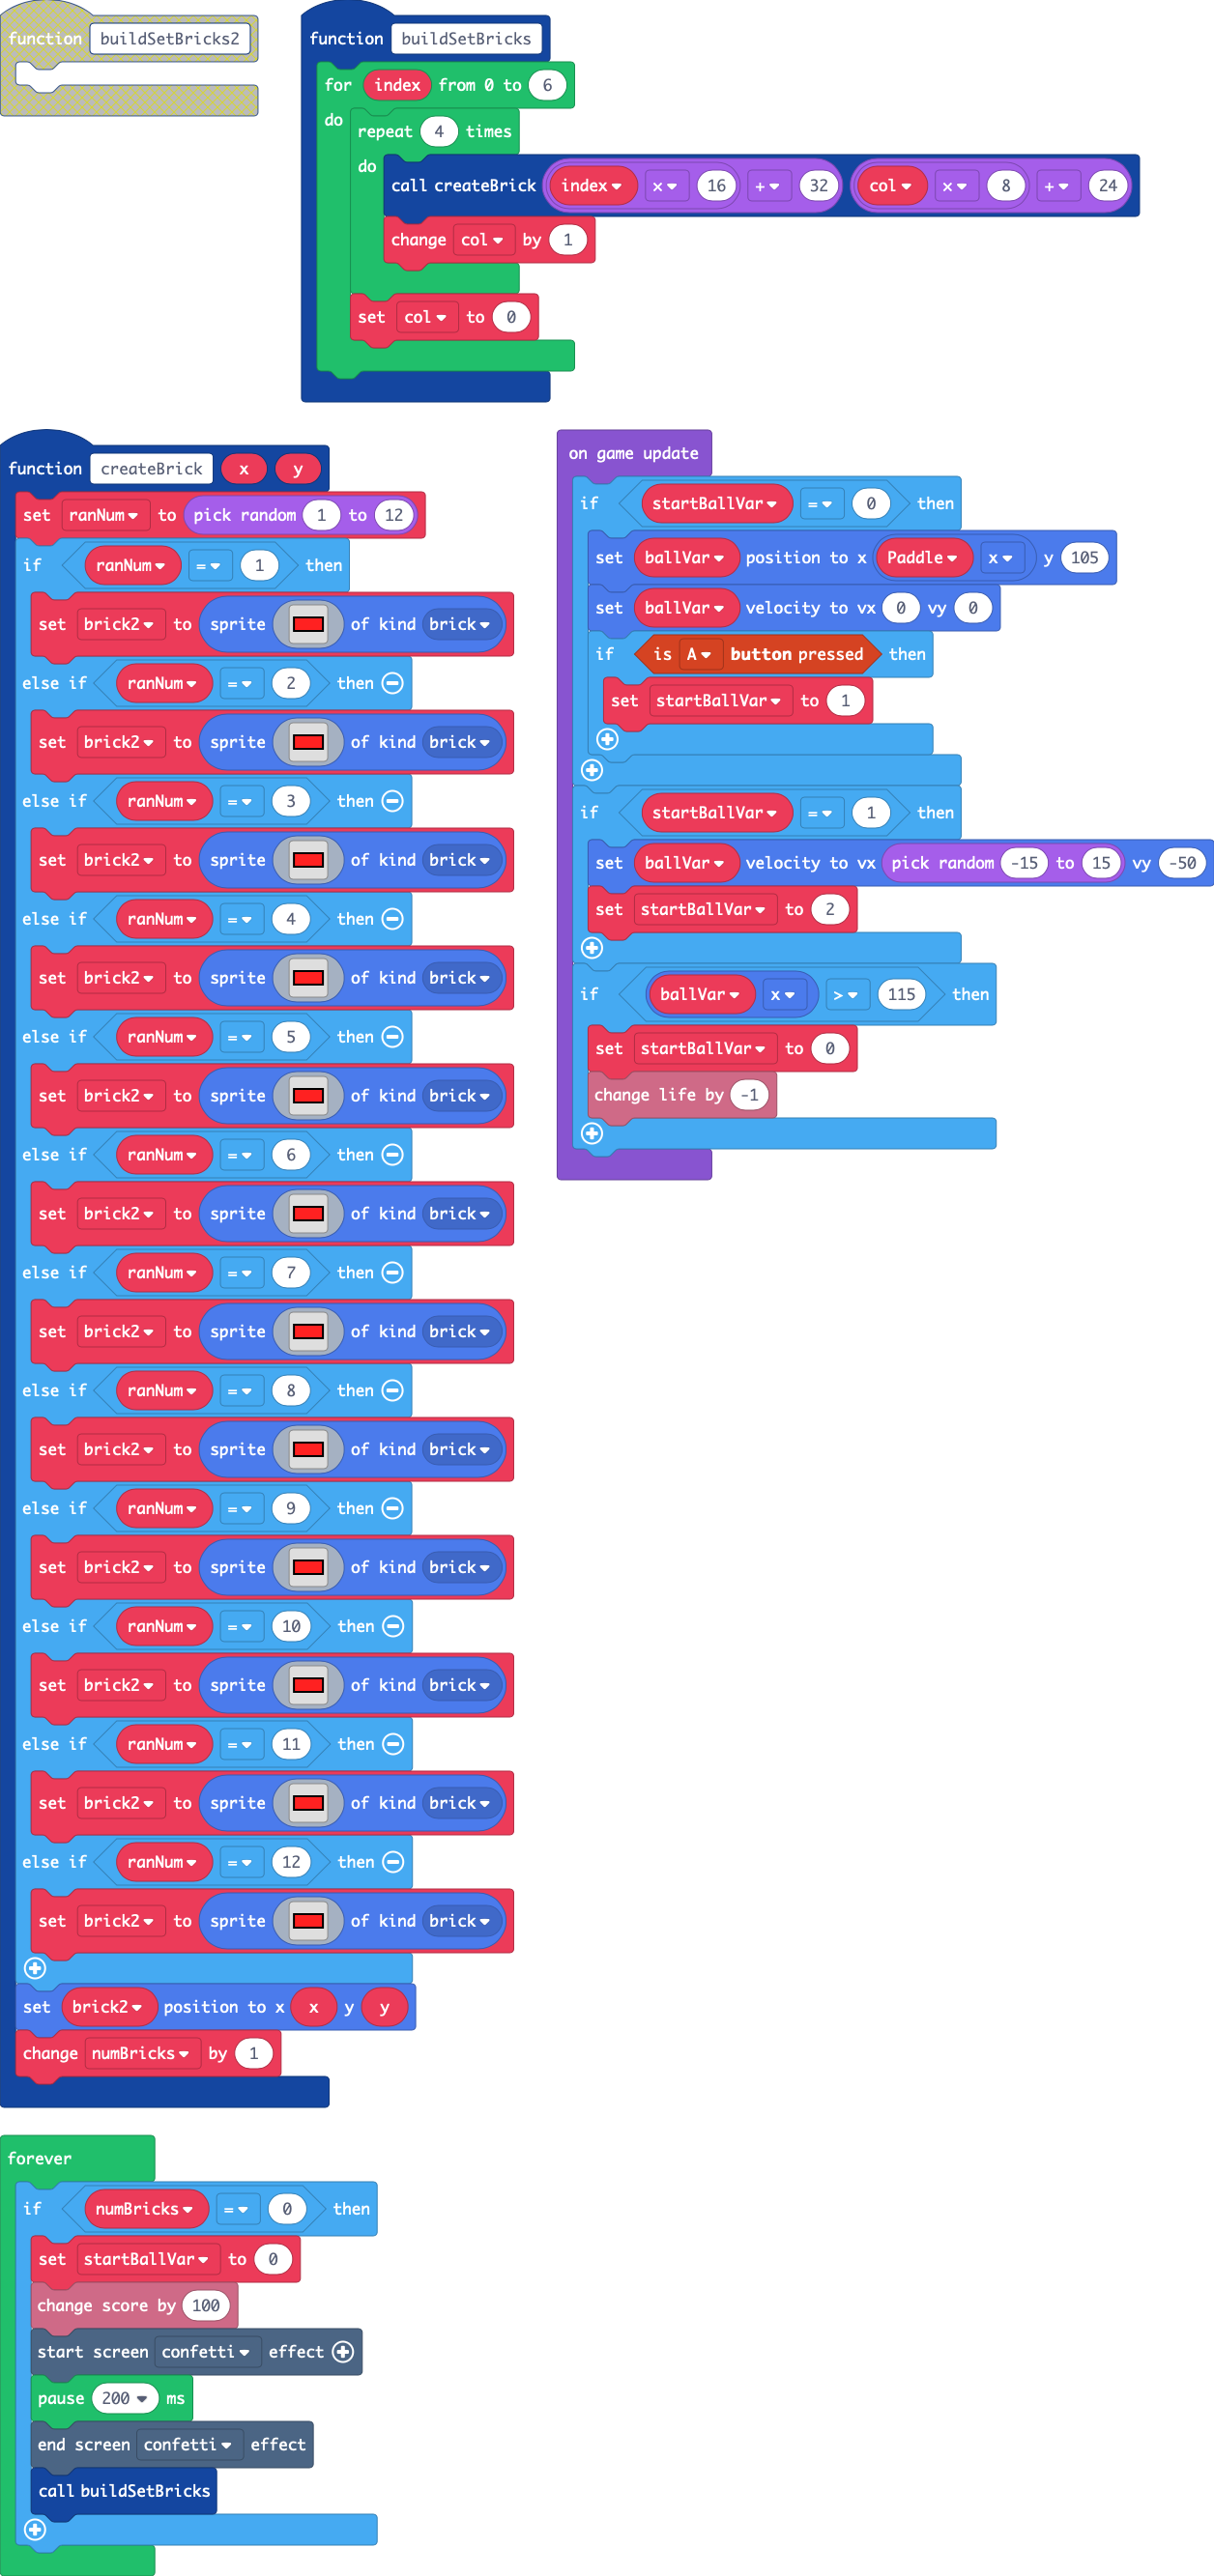 function buildSetBricks2
function buildSetBricks
for index from 0 to 6
do
repeat 4 times
do
call createBrick index x 16 + 32 col x 8 + 24
change col by 1
set col to 0
function createBrick x y
set ranNum to pick random 1 to 12
if ranNum = 1 then
set brick2 to sprite of kind brick
else if ranNum = 2 then
set brick2 to sprite of kind brick
else if ranNum = 3 then
set brick2 to sprite of kind brick
else if ranNum = 4 then
set brick2 to sprite of kind brick
else if ranNum = 5 then
set brick2 to sprite of kind brick
else if ranNum = 6 then
set brick2 to sprite of kind brick
else if ranNum = 7 then
set brick2 to sprite of kind brick
else if ranNum = 8 then
set brick2 to sprite of kind brick
else if ranNum = 9 then
set brick2 to sprite of kind brick
else if ranNum = 10 then
set brick2 to sprite of kind brick
else if ranNum = 11 then
set brick2 to sprite of kind brick
else if ranNum = 12 then
set brick2 to sprite of kind brick
set brick2 position to x x y y
change numBricks by 1
on game update
if startBallVar = 0 then
set ballVar position to x Paddle x y 105
set ballVar velocity to vx 0 vy 0
if is A button pressed then
set startBallVar to 1
if startBallVar = 1 then
set ballVar velocity to vx pick random -15 to 15 vy -50
set startBallVar to 2
if ballVar x > 115 then
set startBallVar to 0
change life by -1
forever
if numBricks = 0 then
set startBallVar to 0
change score by 100
start screen confetti effect
pause 200 ms
end screen confetti effect
call buildSetBricks